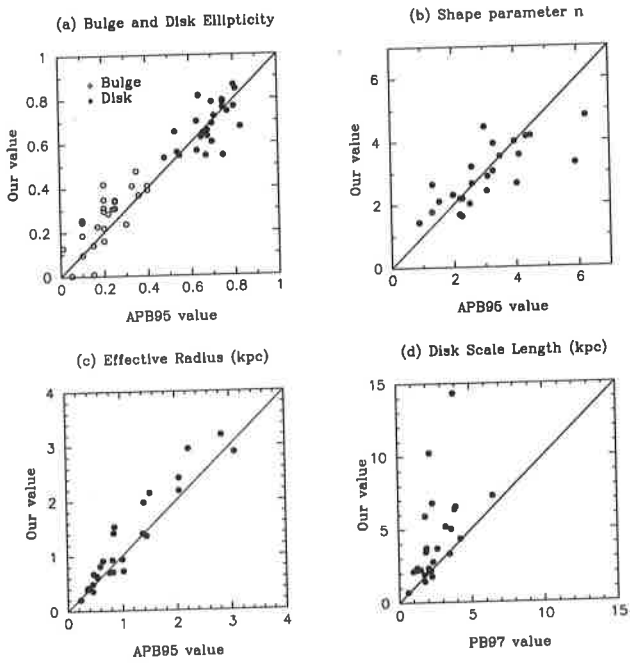 (a) Bulge and Disk Ellipticity
Our value
1
0.8
0.6
0.4
0.2
0
Bulge
Disk
0
0.2
0.4
0.6
0.8
1
APB95 value
(b) Shape parameter n
Our value
6
4
2
0
0
2
4
6
APB95 value
(c) Effective Radius (kpc)
Our value
4
3
2
1
0
0
1
2
3
4
APB95 value
(d) Disk Scale Length (kpc)
Our value
15
10
5
0
0
5
10
15
PB97 value